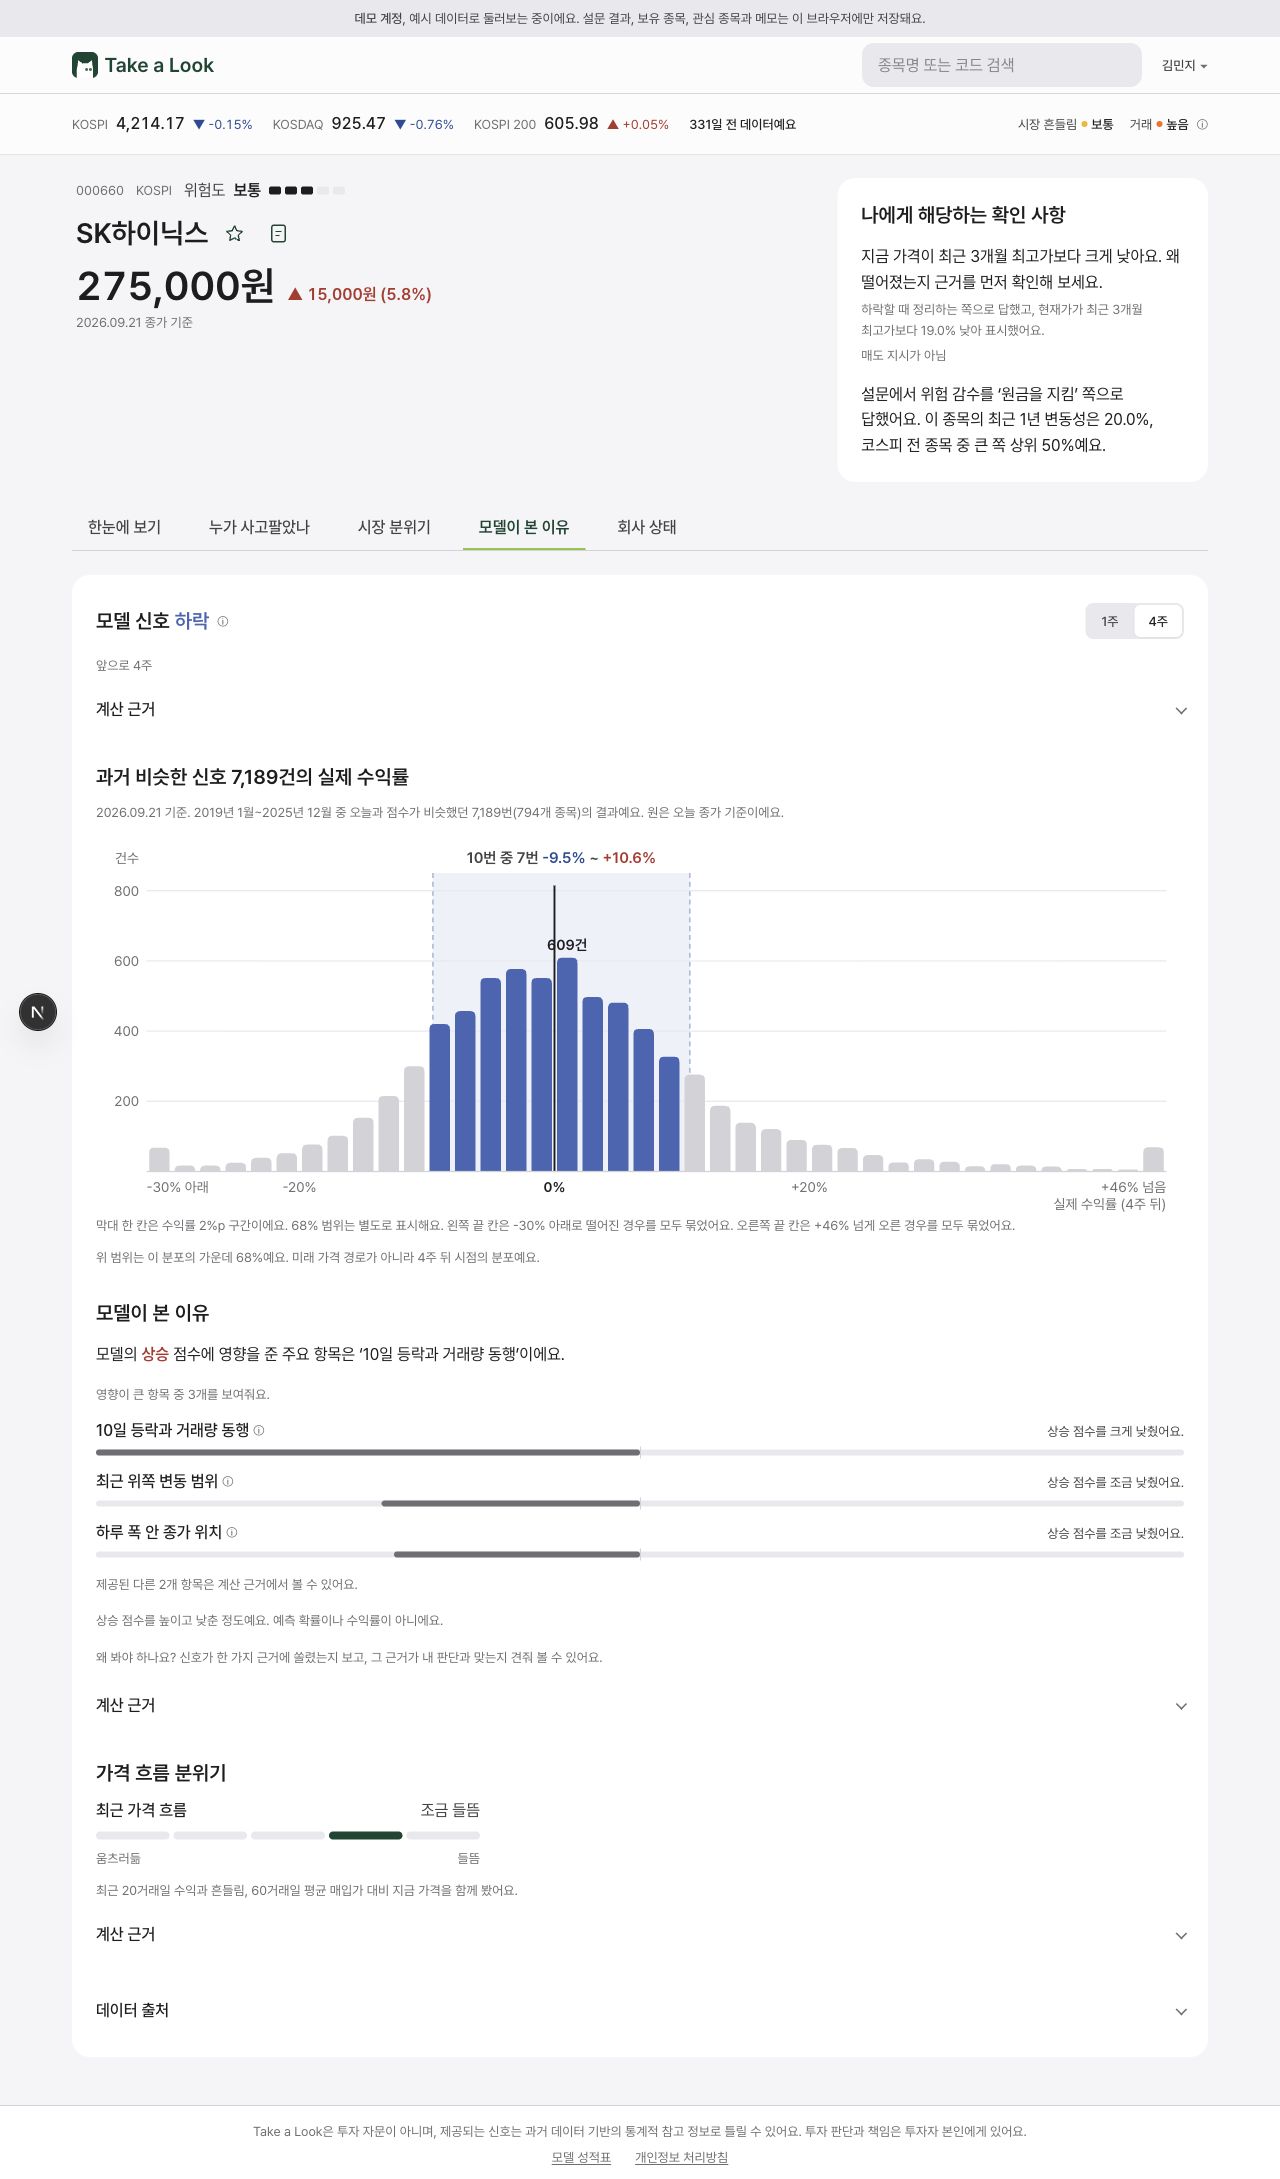 데모 계정, 예시 데이터로 둘러보는 중이에요. 설문 결과, 보유 종목, 관심 종목과 메모는 이 브라우저에만 저장돼요.
Take a Look
종목명 또는 코드 검색
김민지
KOSPI 4,214.17 ▼ -0.15% KOSDAQ 925.47 ▼ -0.76% KOSPI 200 605.98 ▲ +0.05% 331일 전 데이터예요
시장 흔들림 보통 거래 높음 ⓘ
000660 KOSPI 위험도 보통
SK하이닉스
275,000원 ▲ 15,000원 (5.8%)
2026.09.21 종가 기준
나에게 해당하는 확인 사항
지금 가격이 최근 3개월 최고가보다 크게 낮아요. 왜
떨어졌는지 근거를 먼저 확인해 보세요.
하락할 때 정리하는 쪽으로 답했고, 현재가가 최근 3개월
최고가보다 19.0% 낮아 표시했어요.
매도 지시가 아님
설문에서 위험 감수를 ‘원금을 지킴’ 쪽으로
답했어요. 이 종목의 최근 1년 변동성은 20.0%,
코스피 전 종목 중 큰 쪽 상위 50%예요.
한눈에 보기 누가 사고팔았나 시장 분위기 모델이 본 이유 회사 상태
모델 신호 하락 ⓘ
1주 4주
앞으로 4주
계산 근거
과거 비슷한 신호 7,189건의 실제 수익률
2026.09.21 기준. 2019년 1월~2025년 12월 중 오늘과 점수가 비슷했던 7,189번(794개 종목)의 결과예요. 원은 오늘 종가 기준이에요.
건수
10번 중 7번 -9.5% ~ +10.6%
800
609건
600
400
200
-30% 아래 -20% 0% +20% +46% 넘음
실제 수익률 (4주 뒤)
막대 한 칸은 수익률 2%p 구간이에요. 68% 범위는 별도로 표시해요. 왼쪽 끝 칸은 -30% 아래로 떨어진 경우를 모두 묶었어요. 오른쪽 끝 칸은 +46% 넘게 오른 경우를 모두 묶었어요.
위 범위는 이 분포의 가운데 68%예요. 미래 가격 경로가 아니라 4주 뒤 시점의 분포예요.
모델이 본 이유
모델의 상승 점수에 영향을 준 주요 항목은 ‘10일 등락과 거래량 동행’이에요.
영향이 큰 항목 중 3개를 보여줘요.
10일 등락과 거래량 동행 ⓘ 상승 점수를 크게 낮췄어요.
최근 위쪽 변동 범위 ⓘ 상승 점수를 조금 낮췄어요.
하루 폭 안 종가 위치 ⓘ 상승 점수를 조금 낮췄어요.
제공된 다른 2개 항목은 계산 근거에서 볼 수 있어요.
상승 점수를 높이고 낮춘 정도예요. 예측 확률이나 수익률이 아니에요.
왜 봐야 하나요? 신호가 한 가지 근거에 쏠렸는지 보고, 그 근거가 내 판단과 맞는지 견줘 볼 수 있어요.
계산 근거
가격 흐름 분위기
최근 가격 흐름 조금 들뜸
움츠러듦 들뜸
최근 20거래일 수익과 흔들림, 60거래일 평균 매입가 대비 지금 가격을 함께 봤어요.
계산 근거
데이터 출처
Take a Look은 투자 자문이 아니며, 제공되는 신호는 과거 데이터 기반의 통계적 참고 정보로 틀릴 수 있어요. 투자 판단과 책임은 투자자 본인에게 있어요.
모델 성적표 개인정보 처리방침